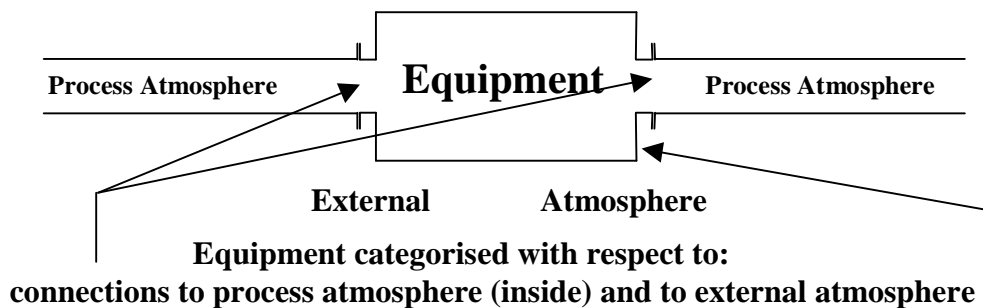 Process Atmosphere Equipment Process Atmosphere
External Atmosphere
Equipment categorised with respect to:
connections to process atmosphere (inside) and to external atmosphere